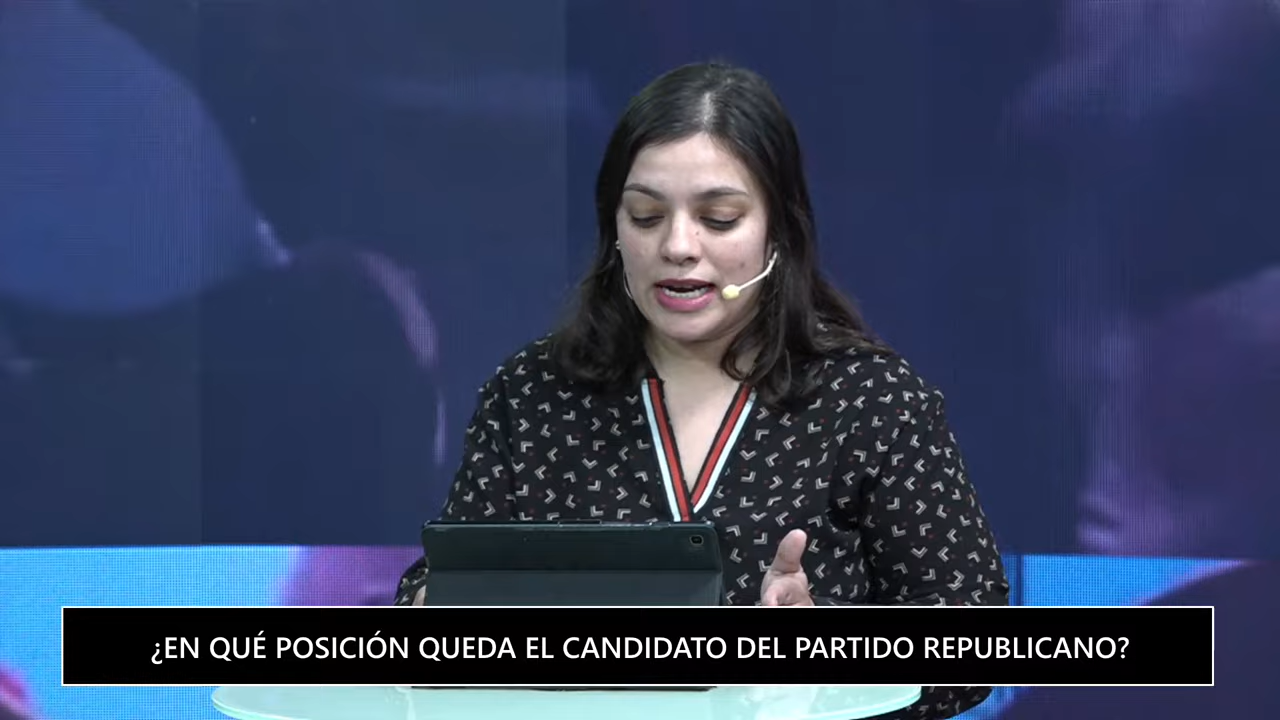 ¿EN QUÉ POSICIÓN QUEDA EL CANDIDATO DEL PARTIDO REPUBLICANO?